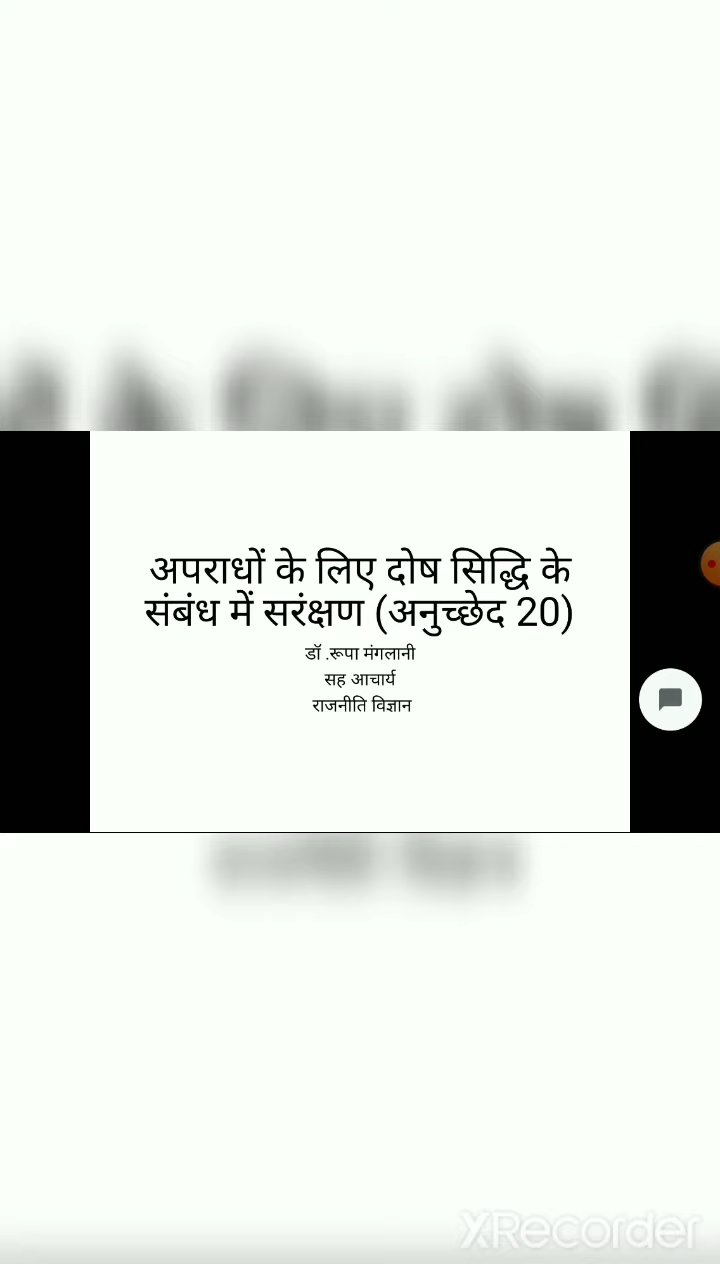 अपराधों के लिए दोष सिद्धि के
संबंध में सरंक्षण (अनुच्छेद 20)
डॉ .रूपा मंगलानी
सह आचार्य
राजनीति विज्ञान
XRecorder